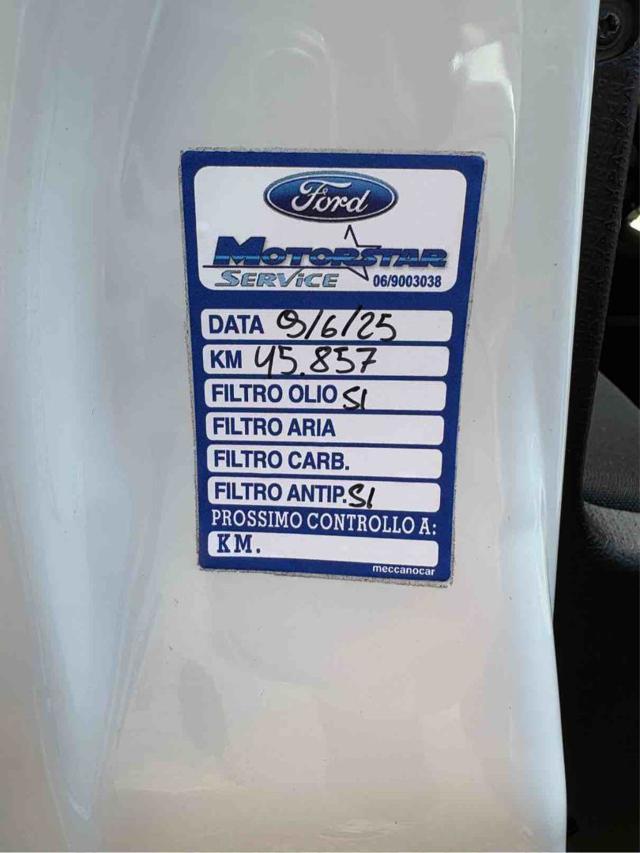 Ford
MOTORSTAR
SERVICE 06/9003038
DATA 9/6/25
KM 45.857
FILTRO OLIO SI
FILTRO ARIA
FILTRO CARB.
FILTRO ANTIP. SI
PROSSIMO CONTROLLO A:
KM.
meccanocar